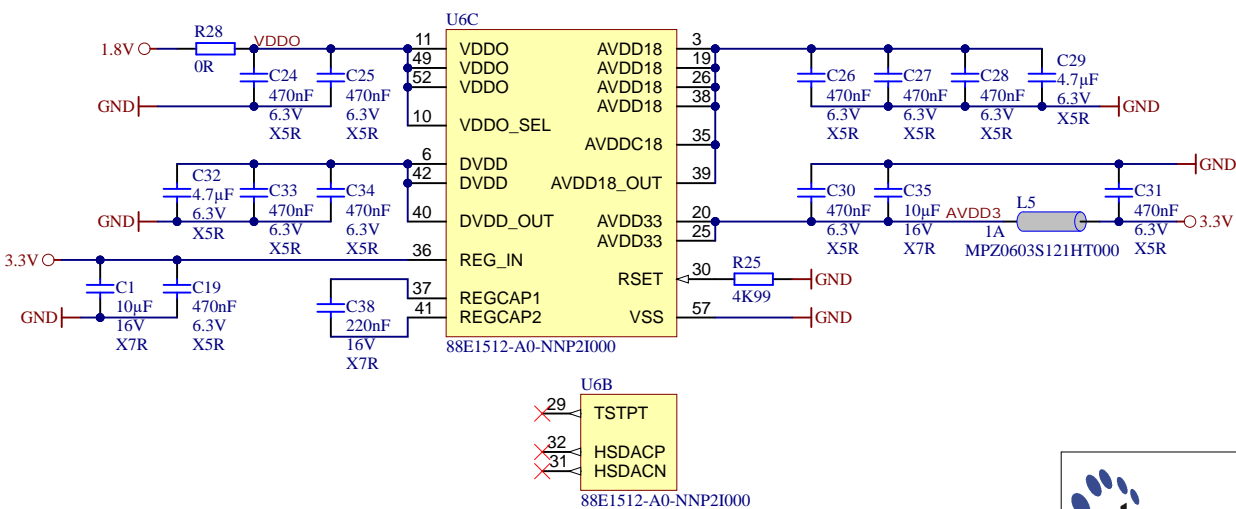 U6C
R28
1.8V
VDDO
0R
C24
470nF
6.3V
X5R
C25
470nF
6.3V
X5R
GND
11
49
52
10
VDDO
VDDO
VDDO
VDDO_SEL
6
42
40
DVDD
DVDD
DVDD_OUT
C32
4.7µF
6.3V
X5R
C33
470nF
6.3V
X5R
C34
470nF
6.3V
X5R
GND
3.3V
36
REG_IN
C1
10µF
16V
X7R
C19
470nF
6.3V
X5R
GND
37
41
REGCAP1
REGCAP2
C38
220nF
16V
X7R
AVDD18
AVDD18
AVDD18
AVDD18
AVDDC18
AVDD18_OUT
AVDD33
AVDD33
RSET
VSS
3
19
26
38
35
39
20
25
30
57
C26
470nF
6.3V
X5R
C27
470nF
6.3V
X5R
C28
470nF
6.3V
X5R
C29
4.7µF
6.3V
X5R
GND
GND
C30
470nF
6.3V
X5R
C35
10µF
16V
X7R
AVDD3
L5
1A
MPZ0603S121HT000
C31
470nF
6.3V
X5R
3.3V
R25
4K99
GND
GND
88E1512-A0-NNP2I000
U6B
29
32
31
TSTPT
HSDACP
HSDACN
88E1512-A0-NNP2I000